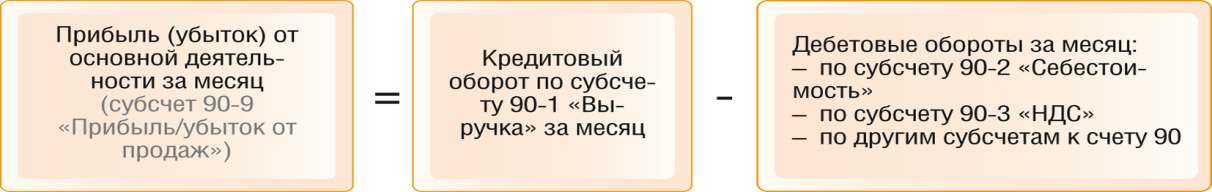 Прибыль (убыток) от
основной деятель-
ности за месяц
(субсчет 90-9
«Прибыль/убыток от
продаж»)
=
Кредитовый
оборот по субсче-
ту 90-1 «Вы-
ручка» за месяц
–
Дебетовые обороты за месяц:
– по субсчету 90-2 «Себестои-
мость»
– по субсчету 90-3 «НДС»
– по другим субсчетам к счету 90